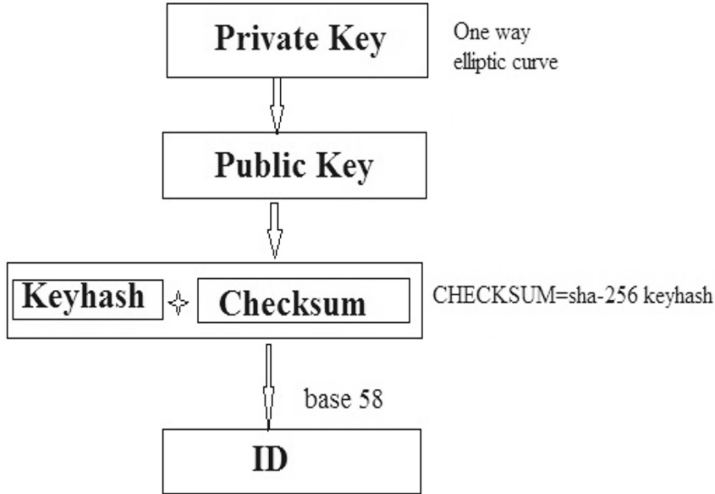 Private Key
One way
elliptic curve
Public Key
Keyhash
Checksum
CHECKSUM=sha-256 keyhash
base 58
ID